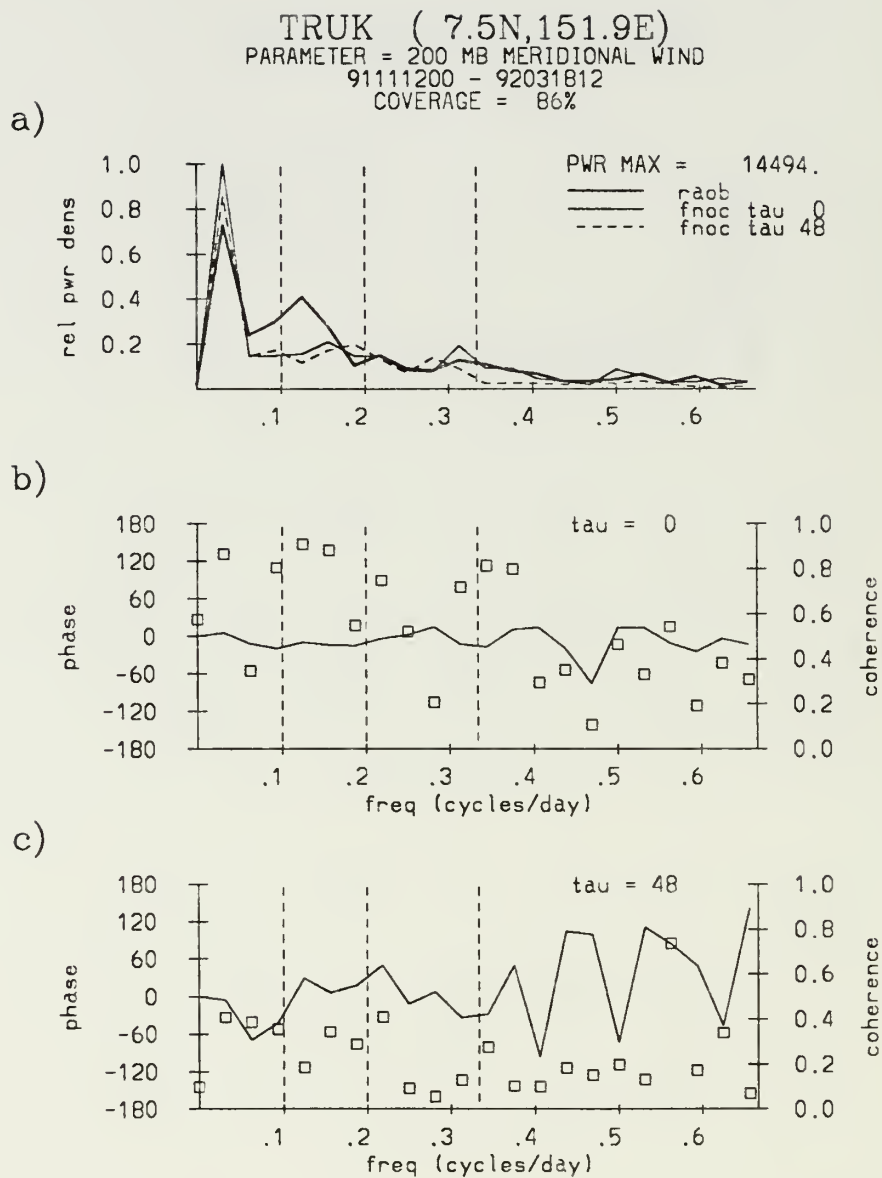 TRUK ( 7.5N,151.9E)
PARAMETER = 200 MB MERIDIONAL WIND
91111200 - 92031812
COVERAGE = 86%
a)
PWR MAX = 14494.
raob
fnoc tau 0
fnoc tau 48
rel pwr dens
1.0
0.8
0.6
0.4
0.2
.1 .2 .3 .4 .5 .6
b)
tau = 0
phase
180
120
60
0
-60
-120
-180
coherence
1.0
0.8
0.6
0.4
0.2
0.0
.1 .2 .3 .4 .5 .6
freq (cycles/day)
c)
tau = 48
phase
180
120
60
0
-60
-120
-180
coherence
1.0
0.8
0.6
0.4
0.2
0.0
.1 .2 .3 .4 .5 .6
freq (cycles/day)